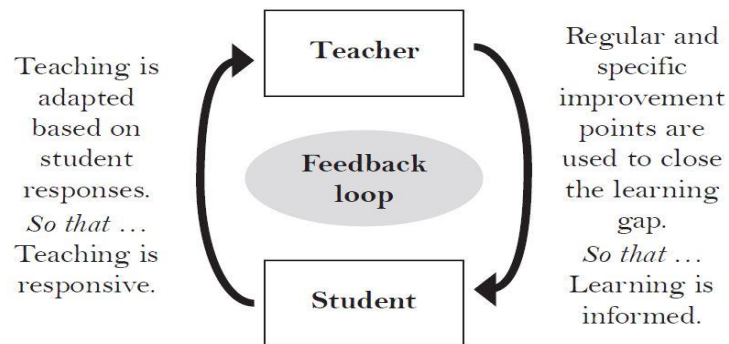 Teacher
Teaching is
adapted
based on
student
responses.
So that …
Teaching is
responsive.
Feedback
loop
Regular and
specific
improvement
points are
used to close
the learning
gap.
So that …
Learning is
informed.
Student